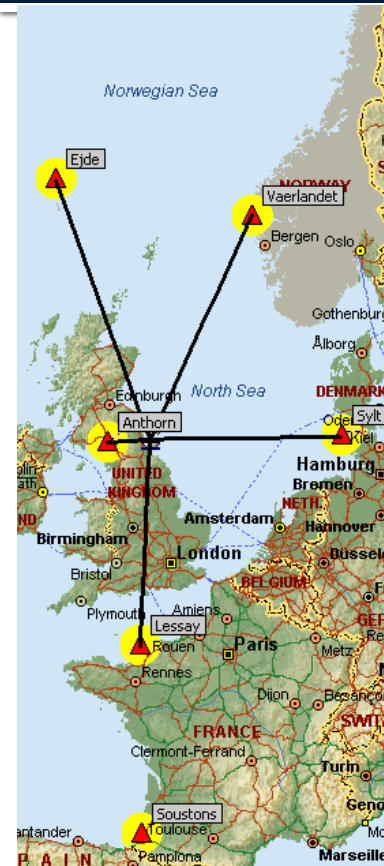 Norwegian Sea
Ejde
NORWAY
Vaerlandet
Bergen
Oslo
Gothenburg
Ålborg
Edinburgh
North Sea
DENMARK
Anthorn
Sylt
Kiel
UNITED
KINGDOM
Hamburg
Bremen
NETH.
Amsterdam
Hannover
Birmingham
London
Bristol
BELGIUM
Plymouth
Amiens
Lessay
Rouen
Paris
Metz
Rennes
Dijon
FRANCE
Clermont-Ferrand
Turin
Soustons
Toulouse
Pamplona
Marseille